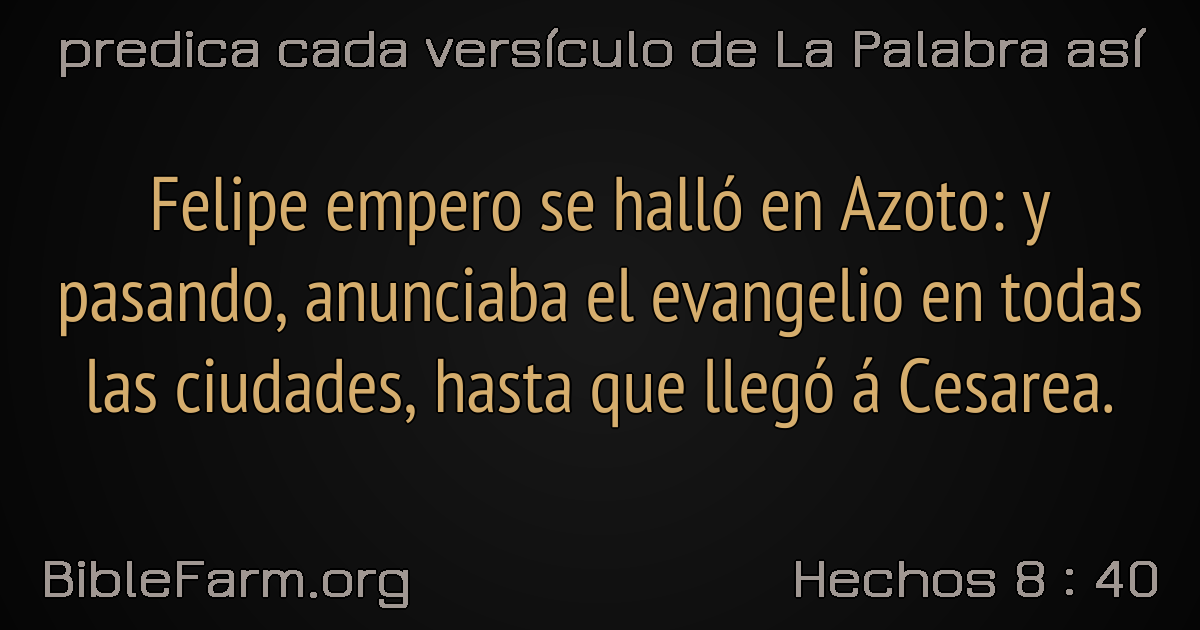 predica cada versículo de La Palabra así
Felipe empero se halló en Azoto: y
pasando, anunciaba el evangelio en todas
las ciudades, hasta que llegó á Cesarea.
BibleFarm.org
Hechos 8 : 40